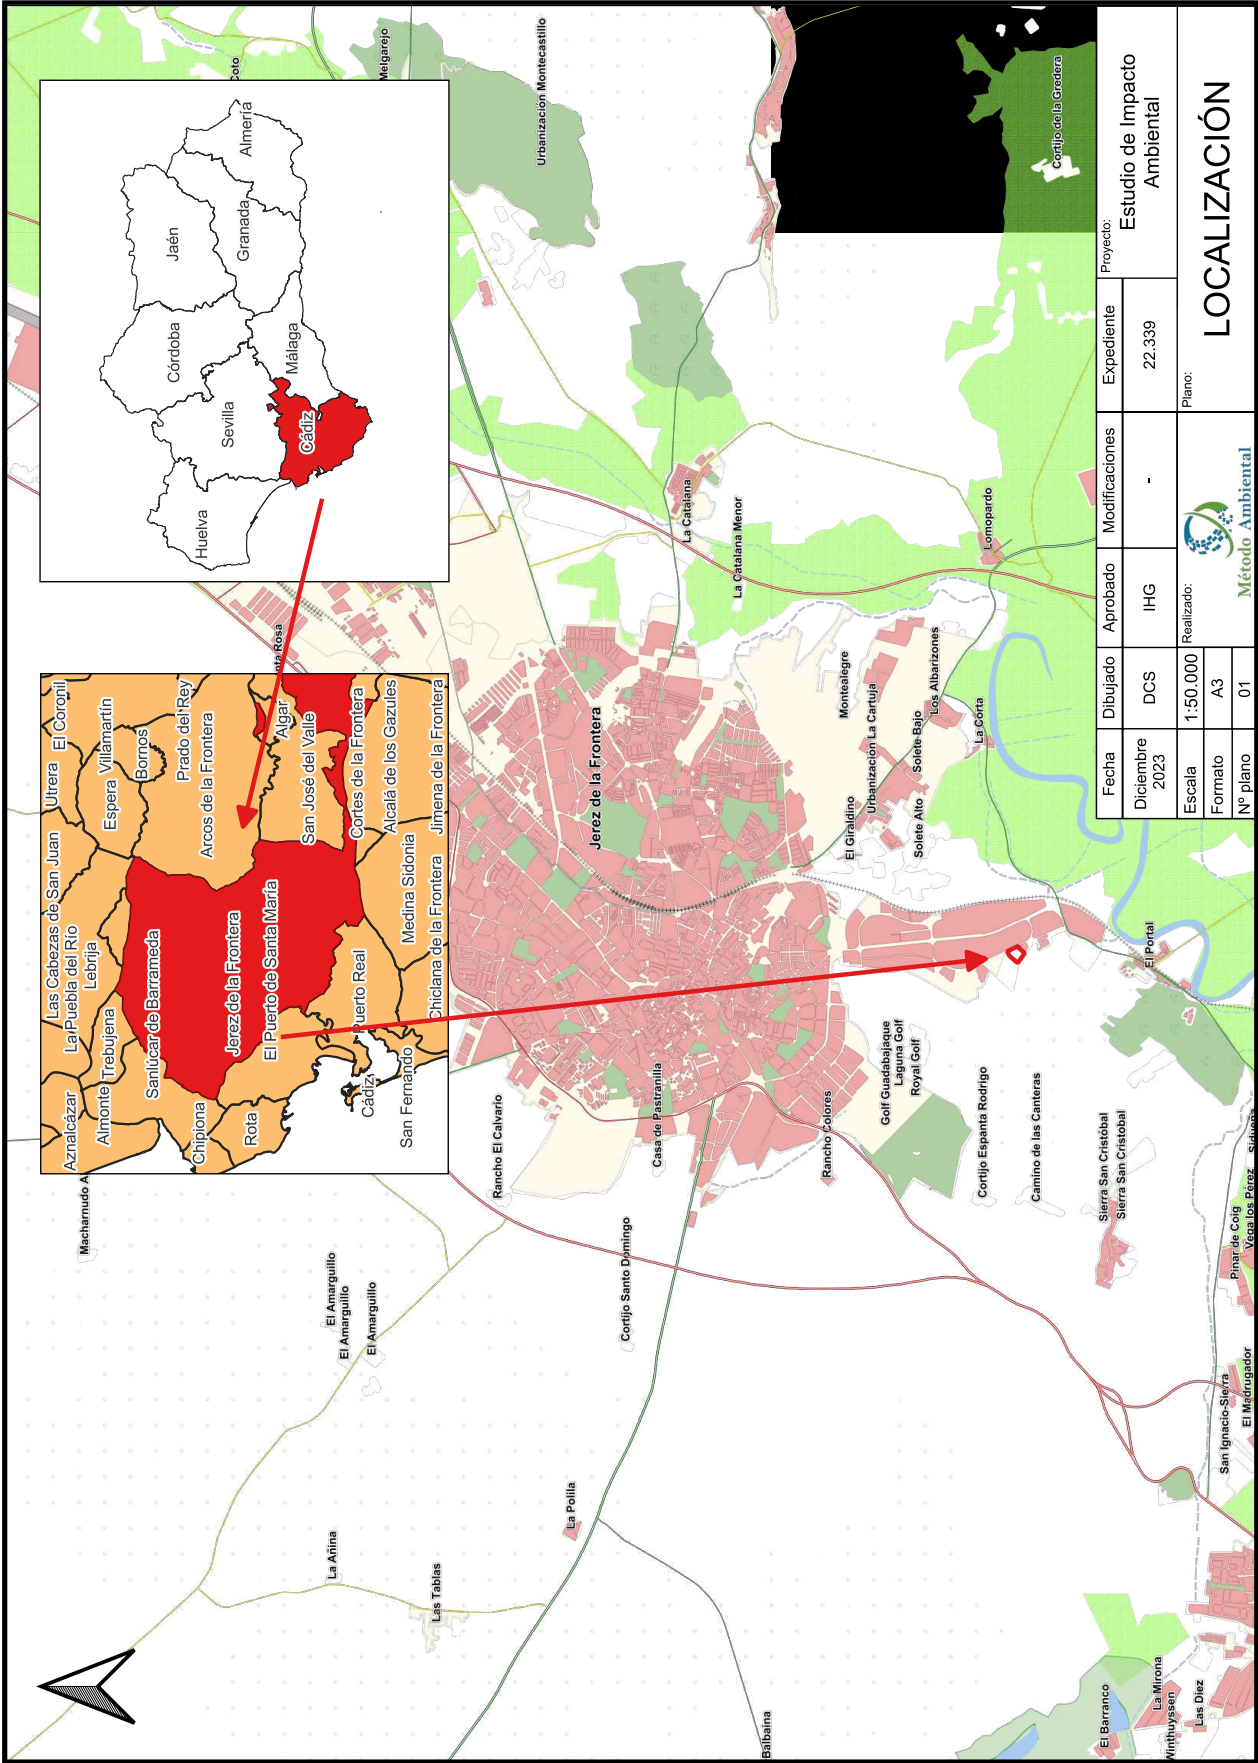 Almería
Granada
Jaén
Málaga
Córdoba
Sevilla
Cádiz
Huelva
El Coronil
Utrera
Villamartín
Espera
Bornos
Prado del Rey
Arcos de la Frontera
Algar
San José del Valle
Cortes de la Frontera
Alcalá de los Gazules
Jimena de la Frontera
Las Cabezas de San Juan
La Puebla del Río
Lebrija
Trebujena
Sanlúcar de Barrameda
Jerez de la Frontera
El Puerto de Santa María
Puerto Real
Medina Sidonia
Chiclana de la Frontera
Aznalcázar
Almonte
Chipiona
Rota
Cádiz
San Fernando
Coto
Melgarejo
Urbanización Montecastillo
Cortijo de la Gredera
nta Rosa
La Catalana
La Catalana Menor
Lomopardo
Jerez de la Frontera
Montealegre
Urbanización La Cartuja
Los Albarizones
Solete Bajo
La Corta
El Giraldino
Solete Alto
El Portal
Golf Guadabajaque
Laguna Golf
Royal Golf
Cortijo Espanta Rodrigo
Camino de las Canteras
Sierra San Cristóbal
Sierra San Cristobal
Rancho Colores
Casa de Pastranilla
Rancho El Calvario
Macharnudo A
El Amarguillo
El Amarguillo
El Amarguillo
Cortijo Santo Domingo
Pinar de Coig
Vega los Pérez
San Ignacio-Sierra
El Madrugador
La Polila
La Añina
Las Tablas
Balbaina
El Barranco
La Mirona
Winthuyssen
Las Diez
Fecha
Dibujado
Aprobado
Modificaciones
Expediente
Proyecto:
Diciembre
2023
DCS
IHG
-
22.339
Estudio de Impacto
Ambiental
Escala
1:50.000
Realizado:
Plano:
Formato
A3
Método Ambiental
LOCALIZACIÓN
Nº plano
01